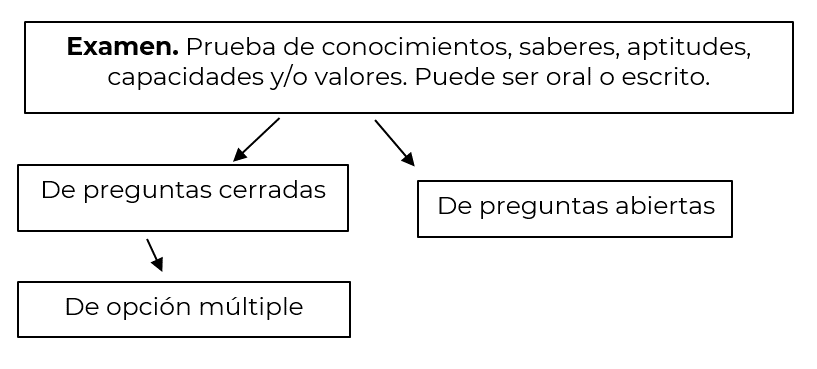 Examen. Prueba de conocimientos, saberes, aptitudes,
capacidades y/o valores. Puede ser oral o escrito.
De preguntas cerradas
De preguntas abiertas
De opción múltiple